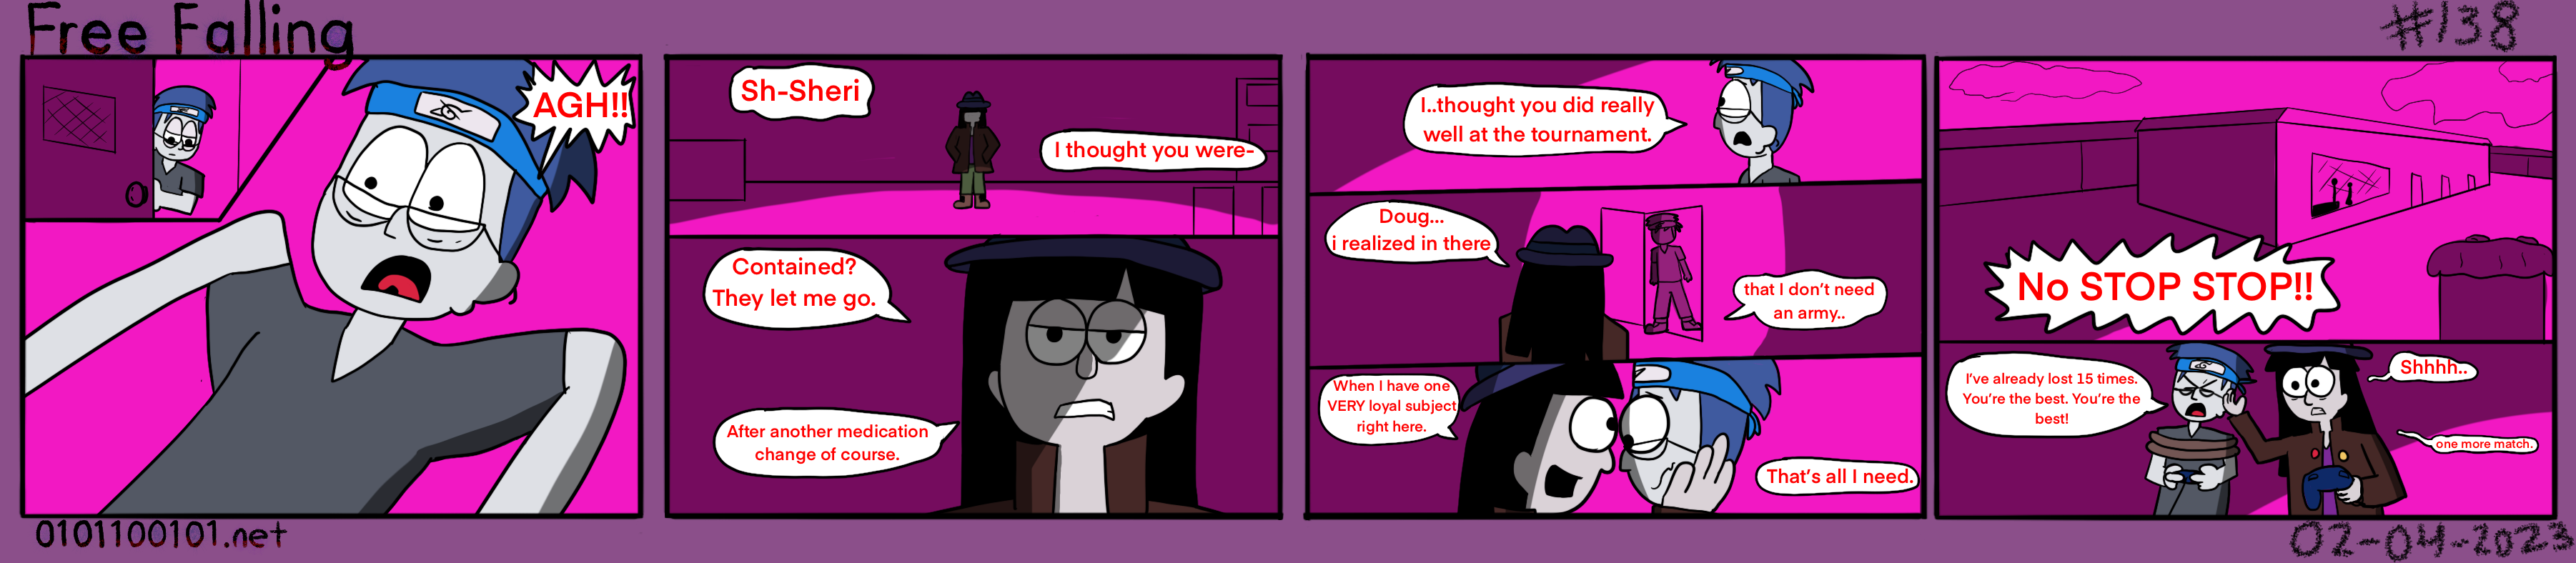 Free Falling
#138
AGH!!
Sh-Sheri
I thought you were-
Contained?
They let me go.
After another medication
change of course.
I..thought you did really
well at the tournament.
Doug...
i realized in there
that I don't need
an army..
When I have one
VERY loyal subject
right here.
That's all I need.
No STOP STOP!!
I've already lost 15 times.
You're the best. You're the
best!
Shhhh..
one more match.
0101100101.net
02-04-2023